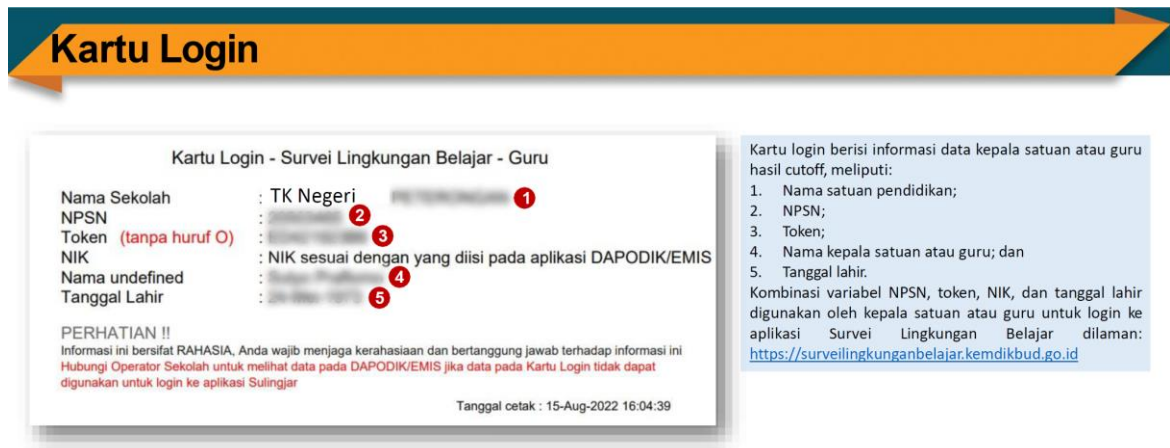 Kartu Login
Kartu Login - Survei Lingkungan Belajar - Guru
Nama Sekolah : TK Negeri 1
NPSN : 2
Token (tanpa huruf O) : 3
NIK : NIK sesuai dengan yang diisi pada aplikasi DAPODIK/EMIS
Nama undefined : 4
Tanggal Lahir : 5
PERHATIAN !!
Informasi ini bersifat RAHASIA, Anda wajib menjaga kerahasiaan dan bertanggung jawab terhadap informasi ini
Hubungi Operator Sekolah untuk melihat data pada DAPODIK/EMIS jika data pada Kartu Login tidak dapat
digunakan untuk login ke aplikasi Sulingjar
Tanggal cetak : 15-Aug-2022 16:04:39
Kartu login berisi informasi data kepala satuan atau guru
hasil cutoff, meliputi:
1. Nama satuan pendidikan;
2. NPSN;
3. Token;
4. Nama kepala satuan atau guru; dan
5. Tanggal lahir.
Kombinasi variabel NPSN, token, NIK, dan tanggal lahir
digunakan oleh kepala satuan atau guru untuk login ke
aplikasi Survei Lingkungan Belajar dilaman:
https://surveilingkunganbelajar.kemdikbud.go.id